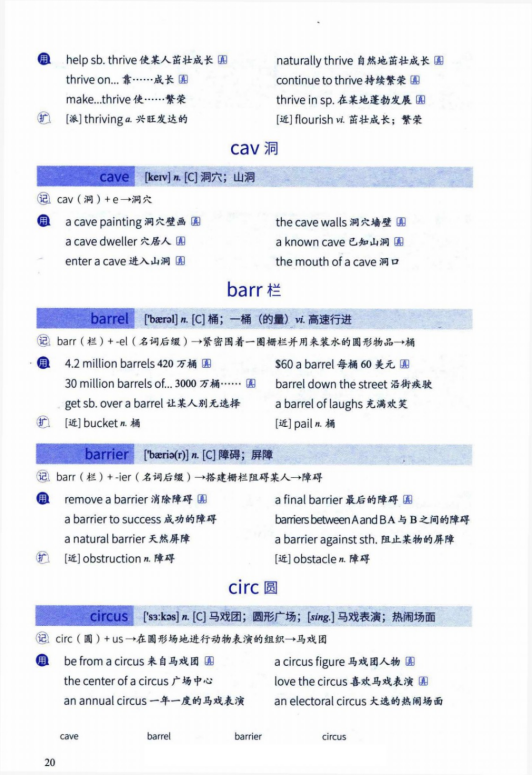 用 help sb. thrive 使某人茁壮成长 真 naturally thrive 自然地茁壮成长 真
thrive on... 靠……成长 真 continue to thrive 持续繁荣 真
make...thrive 使……繁荣 thrive in sp. 在某地蓬勃发展 真
扩 [派] thriving a. 兴旺发达的 [近] flourish vi. 茁壮成长；繁荣
cav 洞
cave [keɪv] n. [C] 洞穴；山洞
记 cav（洞）+ e→洞穴
用 a cave painting 洞穴壁画 真 the cave walls 洞穴墙壁 真
a cave dweller 穴居人 真 a known cave 已知山洞 真
enter a cave 进入山洞 真 the mouth of a cave 洞口
barr 栏
barrel [ˈbærəl] n. [C] 桶；一桶（的量）vi. 高速行进
记 barr（栏）+ -el（名词后缀）→紧密围着一圈栅栏并用来装水的圆形物品→桶
用 4.2 million barrels 420 万桶 真 $60 a barrel 每桶 60 美元 真
30 million barrels of... 3000 万桶…… 真 barrel down the street 沿街疾驶
get sb. over a barrel 让某人别无选择 a barrel of laughs 充满欢笑
扩 [近] bucket n. 桶 [近] pail n. 桶
barrier [ˈbæriə(r)] n. [C] 障碍；屏障
记 barr（栏）+ -ier（名词后缀）→搭建栅栏阻碍某人→障碍
用 remove a barrier 消除障碍 真 a final barrier 最后的障碍 真
a barrier to success 成功的障碍 barriers between A and B A 与 B 之间的障碍
a natural barrier 天然屏障 a barrier against sth. 阻止某物的屏障
扩 [近] obstruction n. 障碍 [近] obstacle n. 障碍
circ 圆
circus [ˈsɜːkəs] n. [C] 马戏团；圆形广场；[sing.] 马戏表演；热闹场面
记 circ（圆）+ us→在圆形场地进行动物表演的组织→马戏团
用 be from a circus 来自马戏团 真 a circus figure 马戏团人物 真
the center of a circus 广场中心 love the circus 喜欢马戏表演 真
an annual circus 一年一度的马戏表演 an electoral circus 大选的热闹场面
cave barrel barrier circus
20